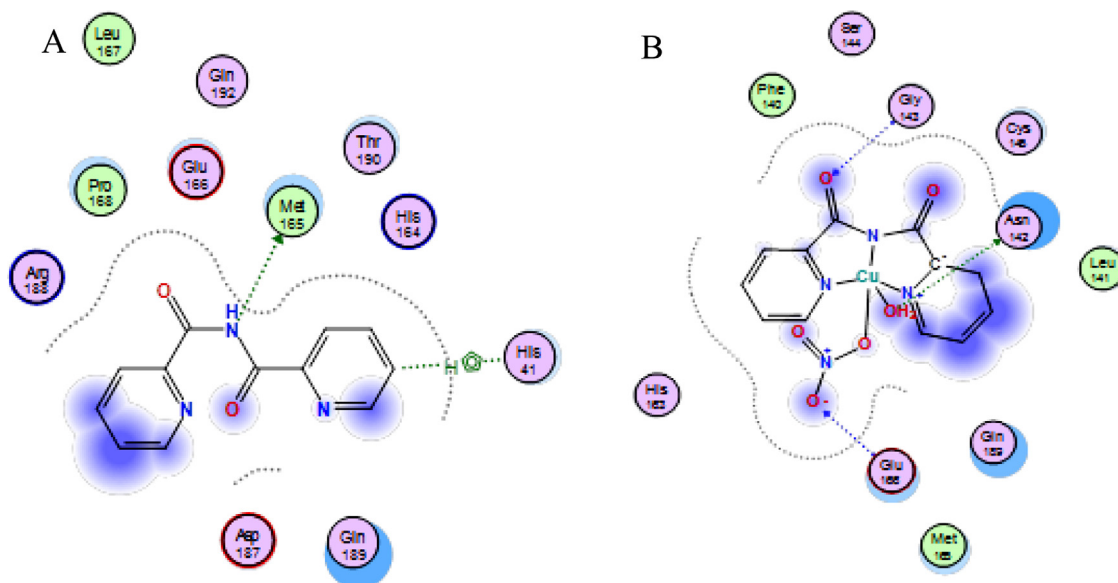 A
Leu
167
Gln
192
Thr
190
Glu
166
Pro
168
Met
165
His
164
Arg
188
O
H
N
O
N
N
H
His
41
Asp
187
Gln
189
B
Ser
144
Phe
140
Gly
143
Cys
145
Asn
142
Leu
141
O
O
N
C-
Cu
N
N+
OH2
O
N+
O
O-
His
163
Gln
189
Glu
166
Met
165